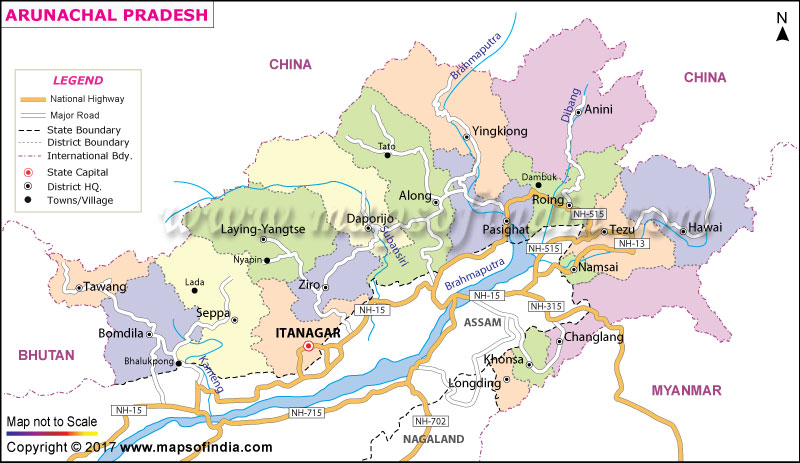 ARUNACHAL PRADESH
N
CHINA
CHINA
Brahmaputra
LEGEND
National Highway
Major Road
State Boundary
District Boundary
International Bdy.
State Capital
District HQ.
Towns/Village
Dibang
Anini
Yingkiong
Tato
Dambuk
Along
Roing
NH-515
www.mapsofindia.com
Daporijo
Laying-Yangtse
Subansiri
Pasighat
Tezu
NH-13
Hawai
NH-515
Nyapin
Namsai
Tawang
Lada
Ziro
Brahmaputra
NH-15
NH-15
NH-315
Seppa
Bomdila
ITANAGAR
ASSAM
Changlang
BHUTAN
Bhalukpong
Kameng
Khonsa
Longding
MYANMAR
NH-15
NH-715
NH-702
NAGALAND
Map not to Scale
Copyright © 2017 www.mapsofindia.com